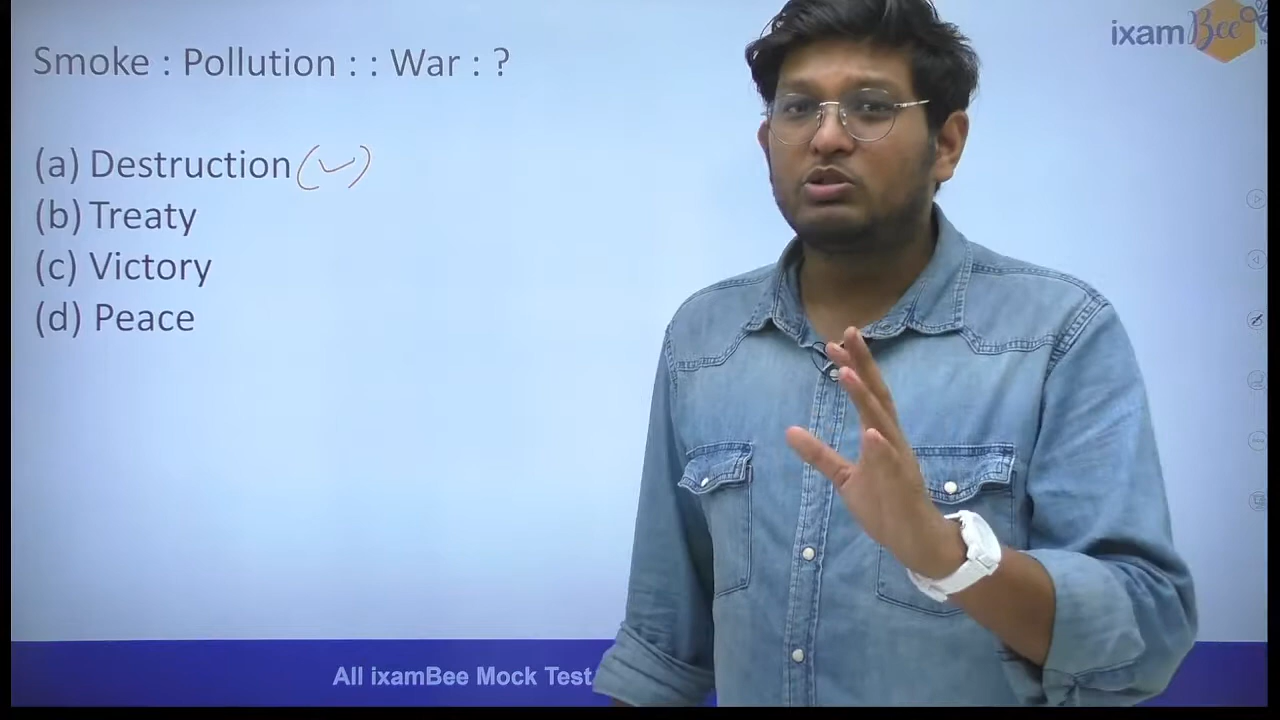 ixamBee
Smoke : Pollution : : War : ?
(a) Destruction
(b) Treaty
(c) Victory
(d) Peace
All ixamBee Mock Test